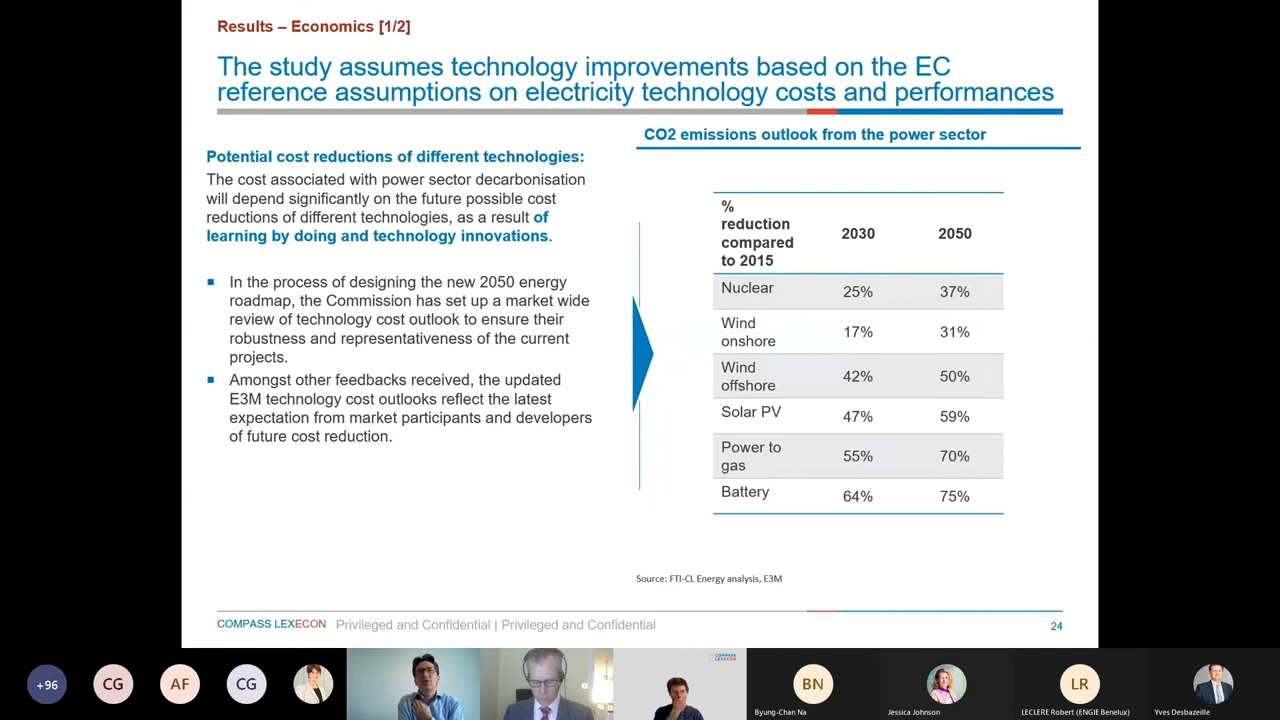 Results – Economics [1/2]
The study assumes technology improvements based on the EC
reference assumptions on electricity technology costs and performances
CO2 emissions outlook from the power sector
Potential cost reductions of different technologies:
The cost associated with power sector decarbonisation
will depend significantly on the future possible cost
reductions of different technologies, as a result of
learning by doing and technology innovations.
In the process of designing the new 2050 energy
roadmap, the Commission has set up a market wide
review of technology cost outlook to ensure their
robustness and representativeness of the current
projects.
Amongst other feedbacks received, the updated
E3M technology cost outlooks reflect the latest
expectation from market participants and developers
of future cost reduction.
%
reduction
compared
to 2015
2030
2050
Nuclear
25%
37%
Wind
onshore
17%
31%
Wind
offshore
42%
50%
Solar PV
47%
59%
Power to
gas
55%
70%
Battery
64%
75%
Source: FTI-CL Energy analysis, E3M
COMPASS LEXECON
Privileged and Confidential | Privileged and Confidential
24
+96
CG
AF
CG
COMPASS
LEXECON
BN
Byung-Chan Na
Jessica Johnson
LR
LECLERE Robert (ENGIE Benelux)
Yves Desbazeille